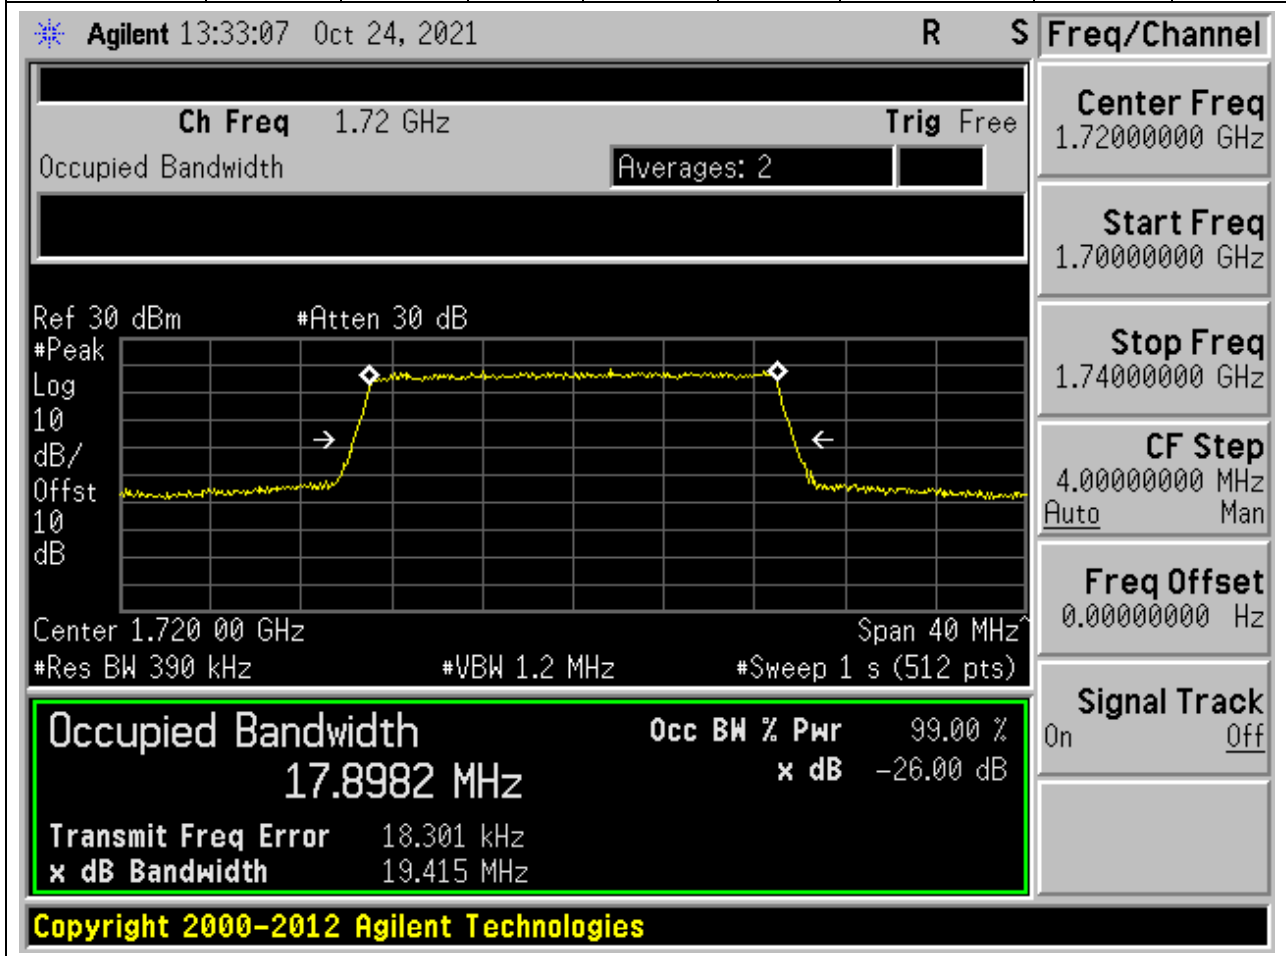 Agilent 13:33:07 Oct 24, 2021 R S
Freq/Channel
Ch Freq 1.72 GHz Trig Free
Occupied Bandwidth Averages: 2
Center Freq
1.72000000 GHz
Start Freq
1.70000000 GHz
Stop Freq
1.74000000 GHz
CF Step
4.00000000 MHz
Auto Man
Freq Offset
0.00000000 Hz
Signal Track
On Off
Ref 30 dBm #Atten 30 dB
#Peak
Log
10
dB/
Offst
10
dB
Center 1.720 00 GHz Span 40 MHz^
#Res BW 390 kHz #VBW 1.2 MHz #Sweep 1 s (512 pts)
Occupied Bandwidth Occ BW % Pwr 99.00 %
17.8982 MHz x dB -26.00 dB
Transmit Freq Error 18.301 kHz
x dB Bandwidth 19.415 MHz
Copyright 2000-2012 Agilent Technologies